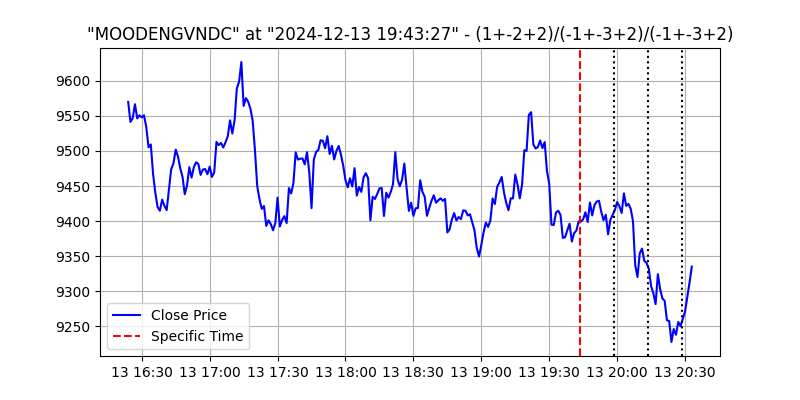 "MOODENGVNDC" at "2024-12-13 19:43:27" - (1+-2+2)/(-1+-3+2)/(-1+-3+2)
9600
9550
9500
9450
9400
9350
9300
9250
Close Price
Specific Time
13 16:30 13 17:00 13 17:30 13 18:00 13 18:30 13 19:00 13 19:30 13 20:00 13 20:30